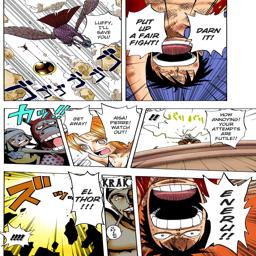 LUFFY,
I'LL
SAVE
YOU!
PUT
UP A
FAIR
FIGHT!
DARN
IT!
GET
AWAY!
AISA!
PIERRE!
WATCH
OUT!
HOW
ANNOYING!
YOUR
ATTEMPTS
ARE
FUTILE!!
EL
THOR
!!!
KRAK
ENERU!!